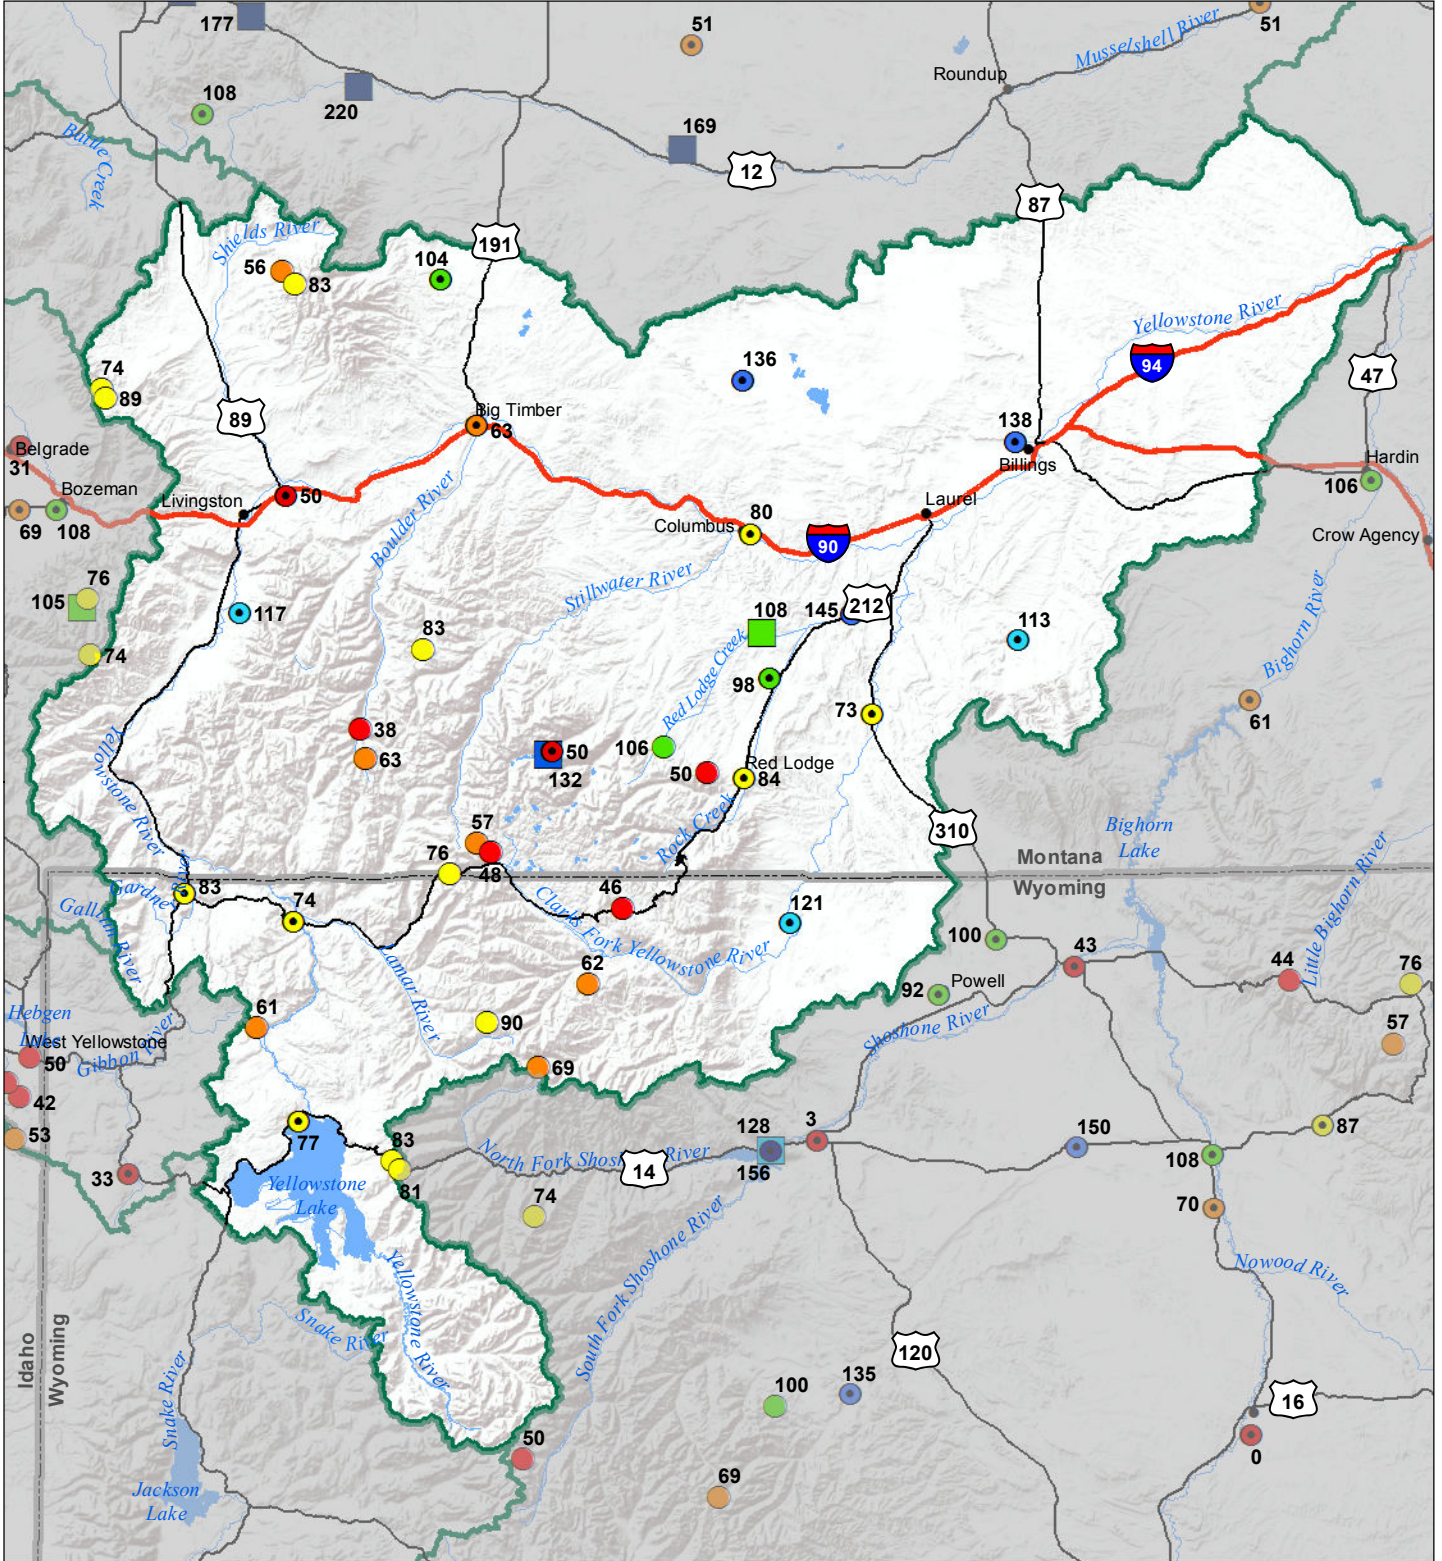 177
51
51
Musselshell River
Roundup
108
220
169
12
Battle Creek
87
191
Shields River
56
83
104
Yellowstone River
94
47
74
89
89
136
Big Timber
63
138
Billings
Belgrade
31
Bozeman
69
108
Livingston
50
Hardin
106
Laurel
80
Columbus
90
Crow Agency
Boulder River
Stillwater River
76
105
74
117
83
108
145
212
113
Red Lodge Creek
98
73
Bighorn River
61
38
63
50
132
106
50
Red Lodge
84
Yellowstone River
57
48
76
Rock Creek
310
Bighorn
Lake
Montana
Wyoming
Little Bighorn River
83
Gallatin River
74
46
Clarks Fork Yellowstone River
121
100
43
44
76
62
92
Powell
Lamar River
Hebgen
West Yellowstone
50
Gibbon River
61
90
69
Shoshone River
57
42
53
77
83
81
North Fork Shoshone River
14
128
156
3
150
87
108
33
Yellowstone
Lake
74
70
South Fork Shoshone River
Nowood River
Yellowstone River
Snake River
Idaho
Wyoming
Snake River
120
100
135
16
0
50
69
Jackson
Lake